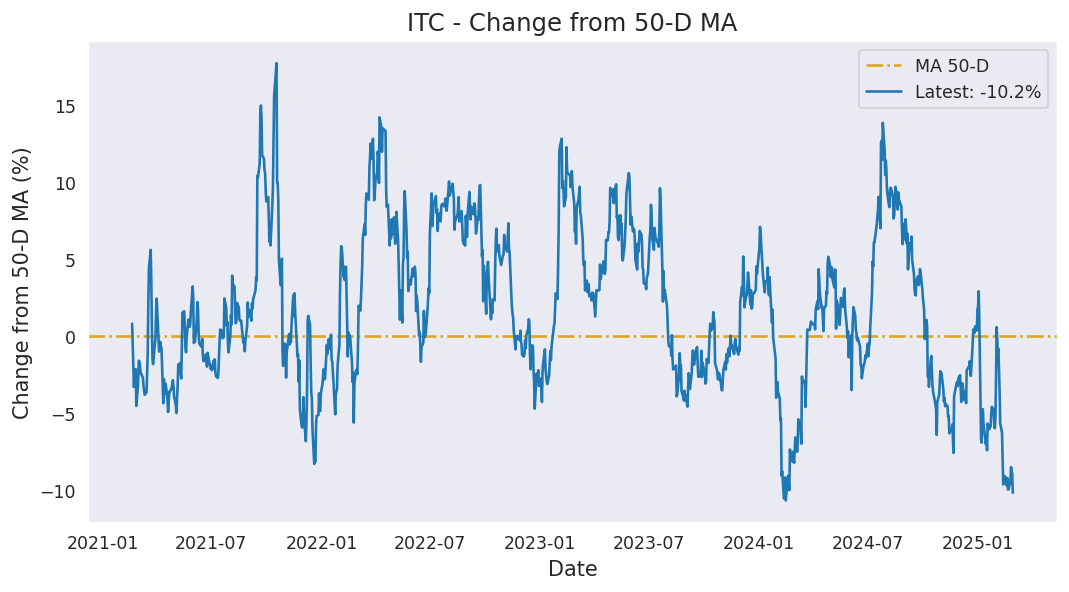 ITC - Change from 50-D MA
MA 50-D
Latest: -10.2%
Change from 50-D MA (%)
15
10
5
0
−5
−10
2021-01 2021-07 2022-01 2022-07 2023-01 2023-07 2024-01 2024-07 2025-01
Date